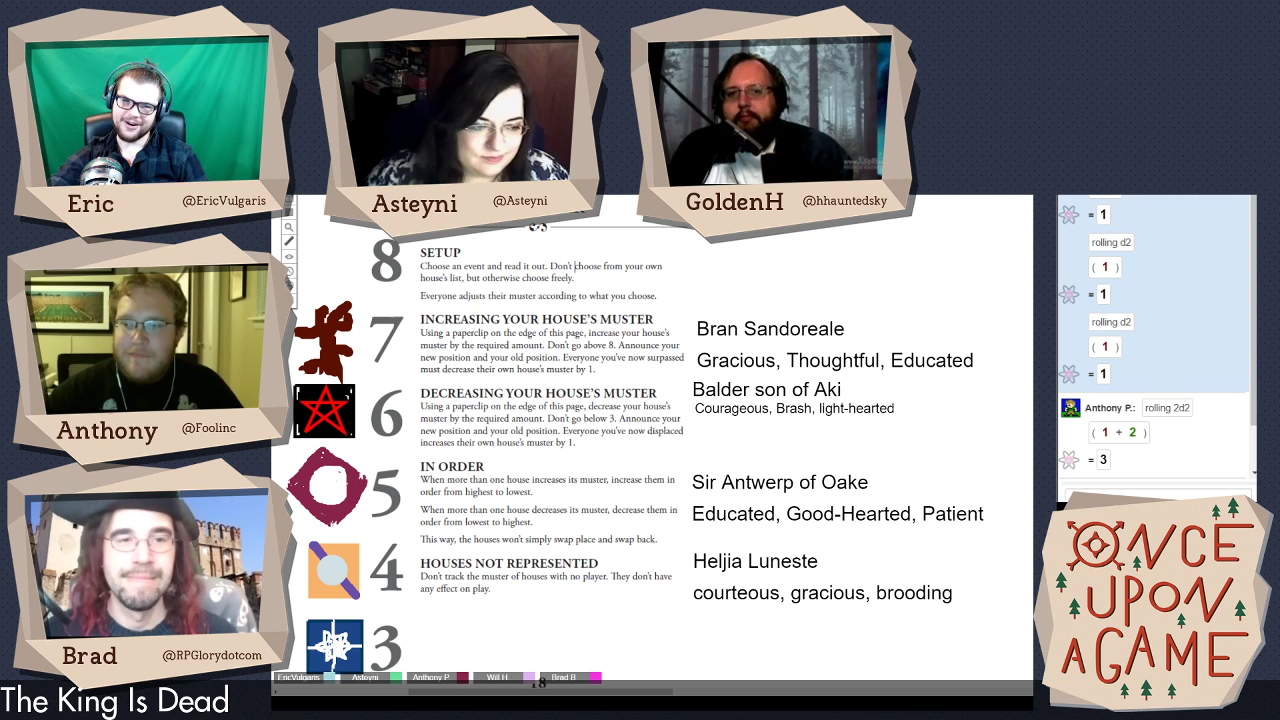 Eric
@EricVulgaris
Asteyni
@Asteyni
GoldenH
@hhauntedsky
Anthony
@Foolinc
Brad
@RPGlorydotcom
The King Is Dead
8
SETUP
Choose an event and read it out. Don't choose from your own
house's list, but otherwise choose freely.
Everyone adjusts their muster according to what you choose.
7
INCREASING YOUR HOUSE'S MUSTER
Using a paperclip on the edge of this page, increase your house's
muster by the required amount. Don't go above 8. Announce your
new position and your old position. Everyone you've now surpassed
must decrease their own house's muster by 1.
6
DECREASING YOUR HOUSE'S MUSTER
Using a paperclip on the edge of this page, decrease your house's
muster by the required amount. Don't go below 3. Announce your
new position and your old position. Everyone you've now displaced
increases their own house's muster by 1.
5
IN ORDER
When more than one house increases its muster, increase them in
order from highest to lowest.
When more than one house decreases its muster, decrease them in
order from lowest to highest.
This way, the houses won't simply swap place and swap back.
4
HOUSES NOT REPRESENTED
Don't track the muster of houses with no player. They don't have
any effect on play.
3
18
Bran Sandoreale
Gracious, Thoughtful, Educated
Balder son of Aki
Courageous, Brash, light-hearted
Sir Antwerp of Oake
Educated, Good-Hearted, Patient
Heljia Luneste
courteous, gracious, brooding
EricVulgaris
Asteyni
Anthony P.
Will H
Brad B
= 1
rolling d2
( 1 )
= 1
rolling d2
( 1 )
= 1
Anthony P.: rolling 2d2
( 1 + 2 )
= 3
ONCE
UPON
A GAME